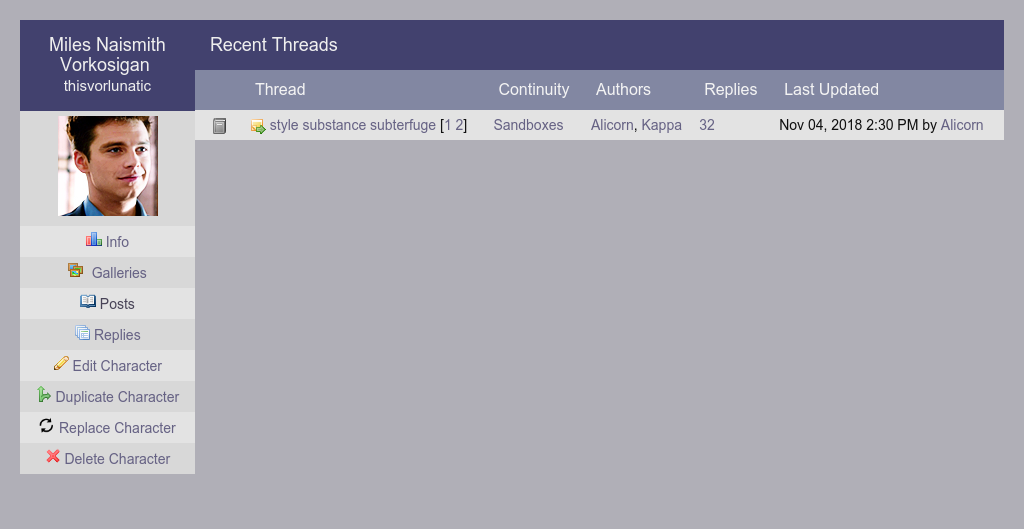 Miles Naismith
Vorkosigan
thisvorlunatic
Info
Galleries
Posts
Replies
Edit Character
Duplicate Character
Replace Character
Delete Character
Recent Threads
Thread Continuity Authors Replies Last Updated
style substance subterfuge [1 2] Sandboxes Alicorn, Kappa 32 Nov 04, 2018 2:30 PM by Alicorn